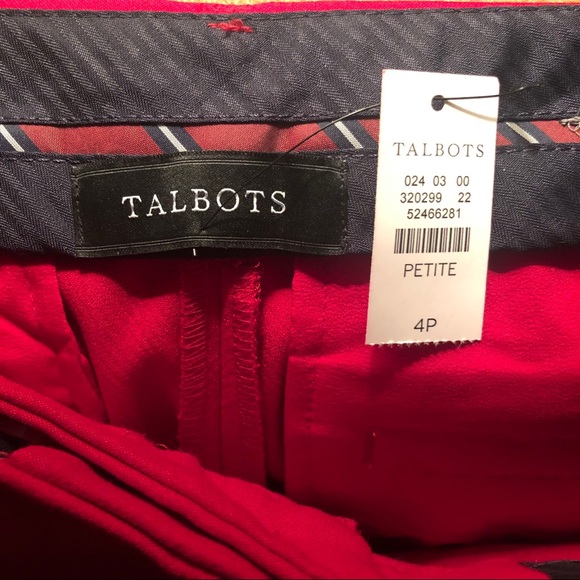 TALBOTS
TALBOTS
024 03 00
320299 22
52466281
PETITE
4P